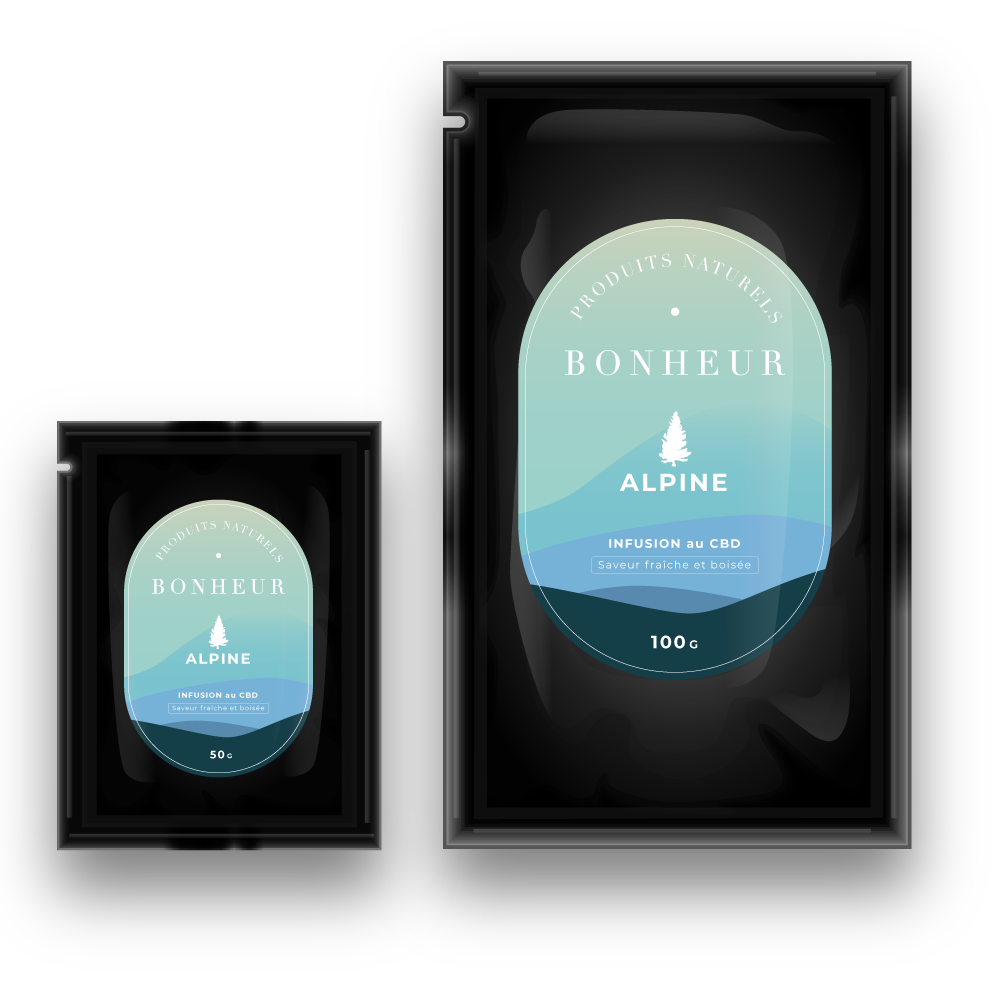 PRODUITS NATURELS
BONHEUR
ALPINE
INFUSION au CBD
Saveur fraîche et boisée
50G
PRODUITS NATURELS
BONHEUR
ALPINE
INFUSION au CBD
Saveur fraîche et boisée
100G